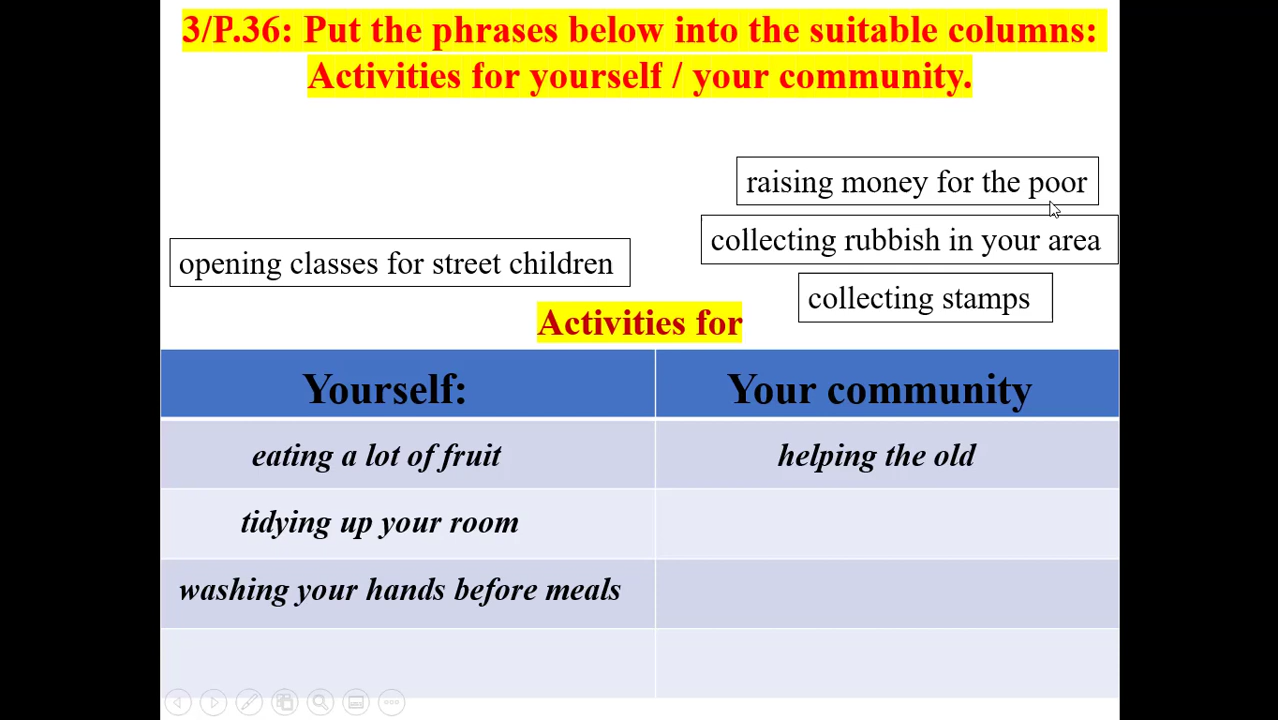 3/P.36: Put the phrases below into the suitable columns:
Activities for yourself / your community.
raising money for the poor
collecting rubbish in your area
opening classes for street children
collecting stamps
Activities for
Yourself:
Your community
eating a lot of fruit
helping the old
tidying up your room
washing your hands before meals